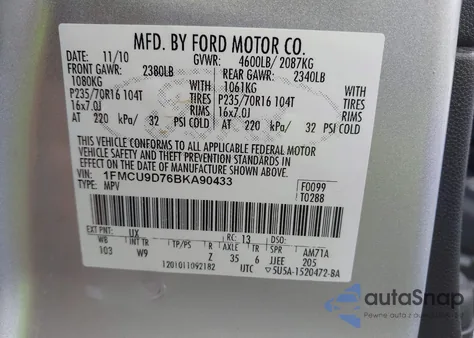 MFD. BY FORD MOTOR CO.
11/10 GVWR: 4600LB/ 2087KG
FRONT GAWR: 2380LB REAR GAWR: 2340LB
1080KG WITH 1061KG WITH
P235/70R16 104T TIRES P235/70R16 104T TIRES
16x7.0J RIMS 16x7.0J RIMS
AT 220 kPa/ 32 PSI COLD AT 220 kPa/ 32 PSI COLD
THIS VEHICLE CONFORMS TO ALL APPLICABLE FEDERAL MOTOR
VEHICLE SAFETY AND THEFT PREVENTION STANDARDS IN
EFFECT ON THE DATE OF MANUFACTURE SHOWN ABOVE.
VIN: 1FMCU9D76BKA90433 F0099
TYPE: MPV T0288
EXT PNT: UX RC: 13 DSO:
WB INT TR TP/PS R AXLE TR SPR AM71A
103 W9 Z 35 6 JJEE 205
1201011092182 UTC ▽5U5A-1520472-BA
autoSnap
Pewne auta z